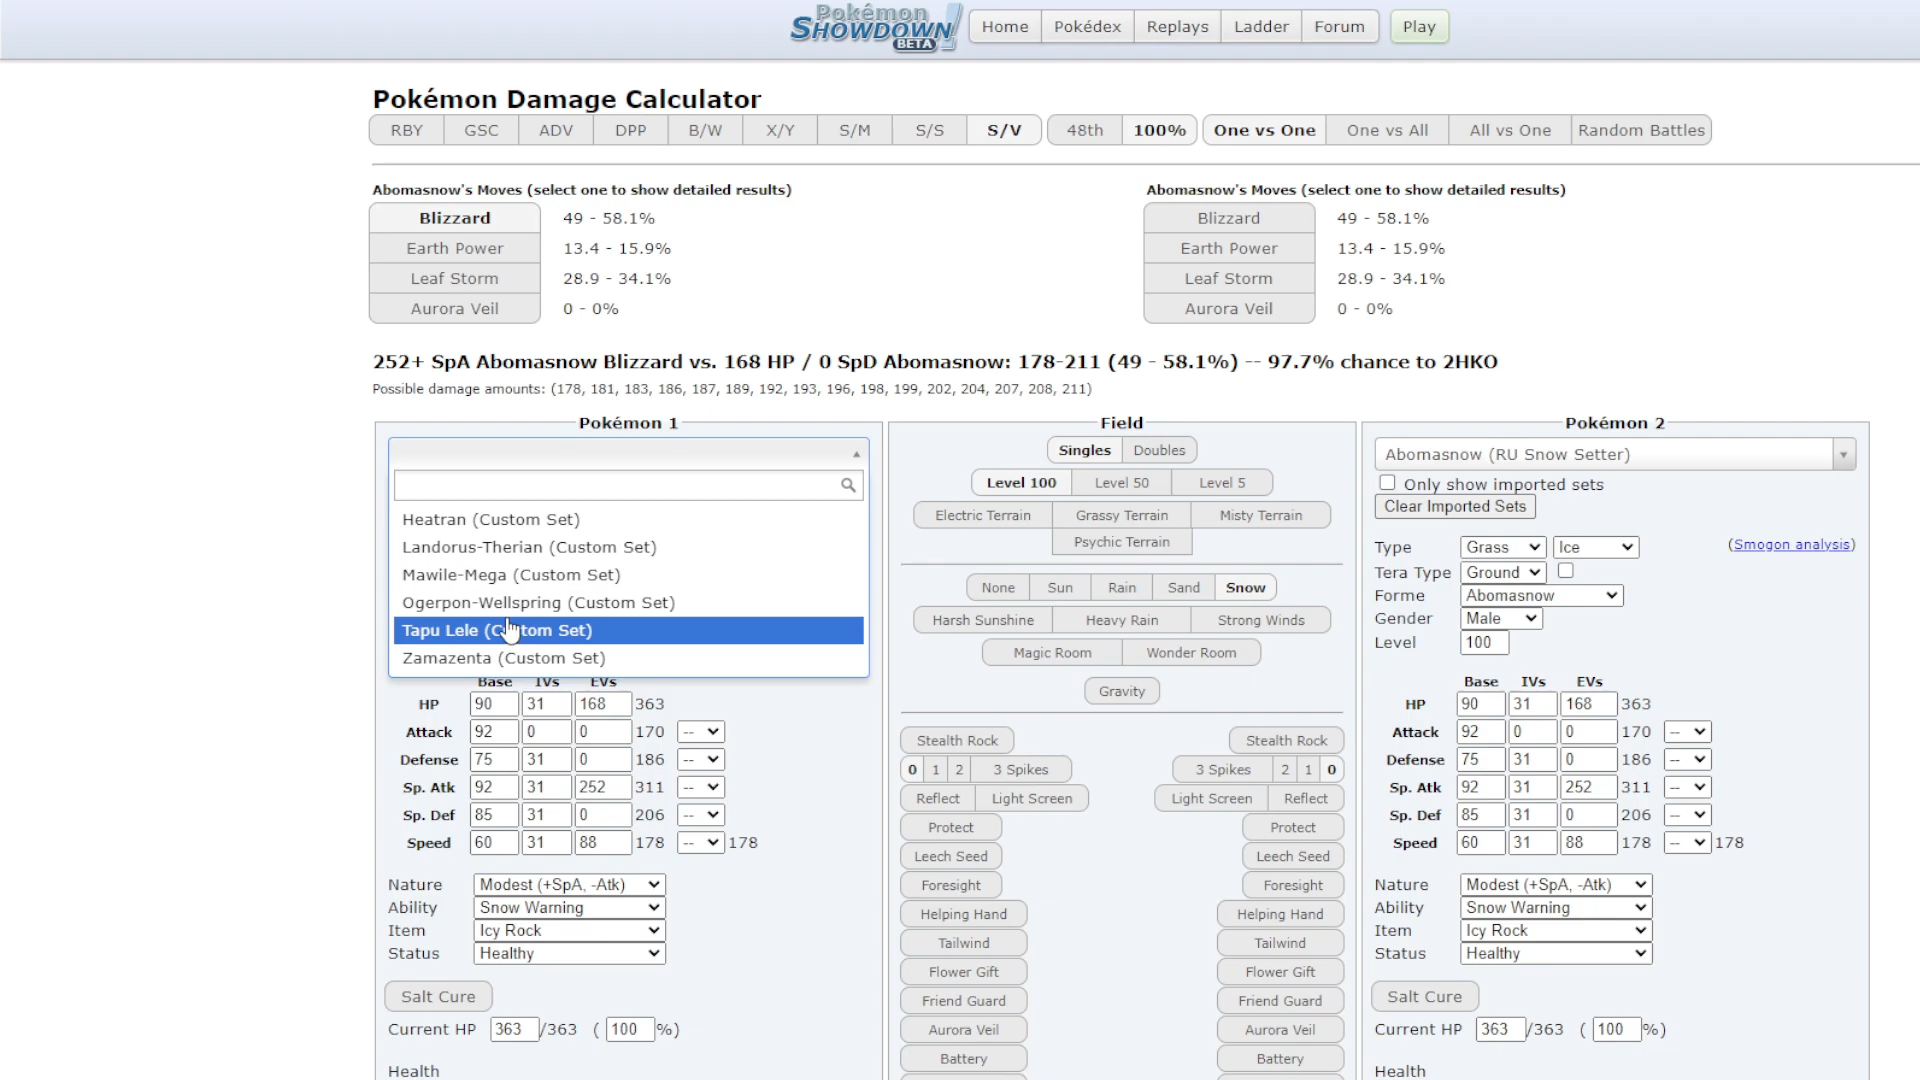 Pokémon
SHOWDOWN!
BETA
Home Pokédex Replays Ladder Forum Play
Pokémon Damage Calculator
RBY GSC ADV DPP B/W X/Y S/M S/S S/V 48th 100% One vs One One vs All All vs One Random Battles
Abomasnow's Moves (select one to show detailed results) Abomasnow's Moves (select one to show detailed results)
Blizzard 49 - 58.1% Blizzard 49 - 58.1%
Earth Power 13.4 - 15.9% Earth Power 13.4 - 15.9%
Leaf Storm 28.9 - 34.1% Leaf Storm 28.9 - 34.1%
Aurora Veil 0 - 0% Aurora Veil 0 - 0%
252+ SpA Abomasnow Blizzard vs. 168 HP / 0 SpD Abomasnow: 178-211 (49 - 58.1%) -- 97.7% chance to 2HKO
Possible damage amounts: (178, 181, 183, 186, 187, 189, 192, 193, 196, 198, 199, 202, 204, 207, 208, 211)
Pokémon 1
Heatran (Custom Set)
Landorus-Therian (Custom Set)
Mawile-Mega (Custom Set)
Ogerpon-Wellspring (Custom Set)
Tapu Lele (Custom Set)
Zamazenta (Custom Set)
Base IVs EVs
HP 90 31 168 363
Attack 92 0 0 170 --
Defense 75 31 0 186 --
Sp. Atk 92 31 252 311 --
Sp. Def 85 31 0 206 --
Speed 60 31 88 178 -- 178
Nature Modest (+SpA, -Atk)
Ability Snow Warning
Item Icy Rock
Status Healthy
Salt Cure
Current HP 363 /363 ( 100 %)
Health
Field
Singles Doubles
Level 100 Level 50 Level 5
Electric Terrain Grassy Terrain Misty Terrain
Psychic Terrain
None Sun Rain Sand Snow
Harsh Sunshine Heavy Rain Strong Winds
Magic Room Wonder Room
Gravity
Stealth Rock Stealth Rock
0 1 2 3 Spikes 3 Spikes 2 1 0
Reflect Light Screen Light Screen Reflect
Protect Protect
Leech Seed Leech Seed
Foresight Foresight
Helping Hand Helping Hand
Tailwind Tailwind
Flower Gift Flower Gift
Friend Guard Friend Guard
Aurora Veil Aurora Veil
Battery Battery
Pokémon 2
Abomasnow (RU Snow Setter)
Only show imported sets
Clear Imported Sets
Type Grass Ice (Smogon analysis)
Tera Type Ground
Forme Abomasnow
Gender Male
Level 100
Base IVs EVs
HP 90 31 168 363
Attack 92 0 0 170 --
Defense 75 31 0 186 --
Sp. Atk 92 31 252 311 --
Sp. Def 85 31 0 206 --
Speed 60 31 88 178 -- 178
Nature Modest (+SpA, -Atk)
Ability Snow Warning
Item Icy Rock
Status Healthy
Salt Cure
Current HP 363 /363 ( 100 %)
Health